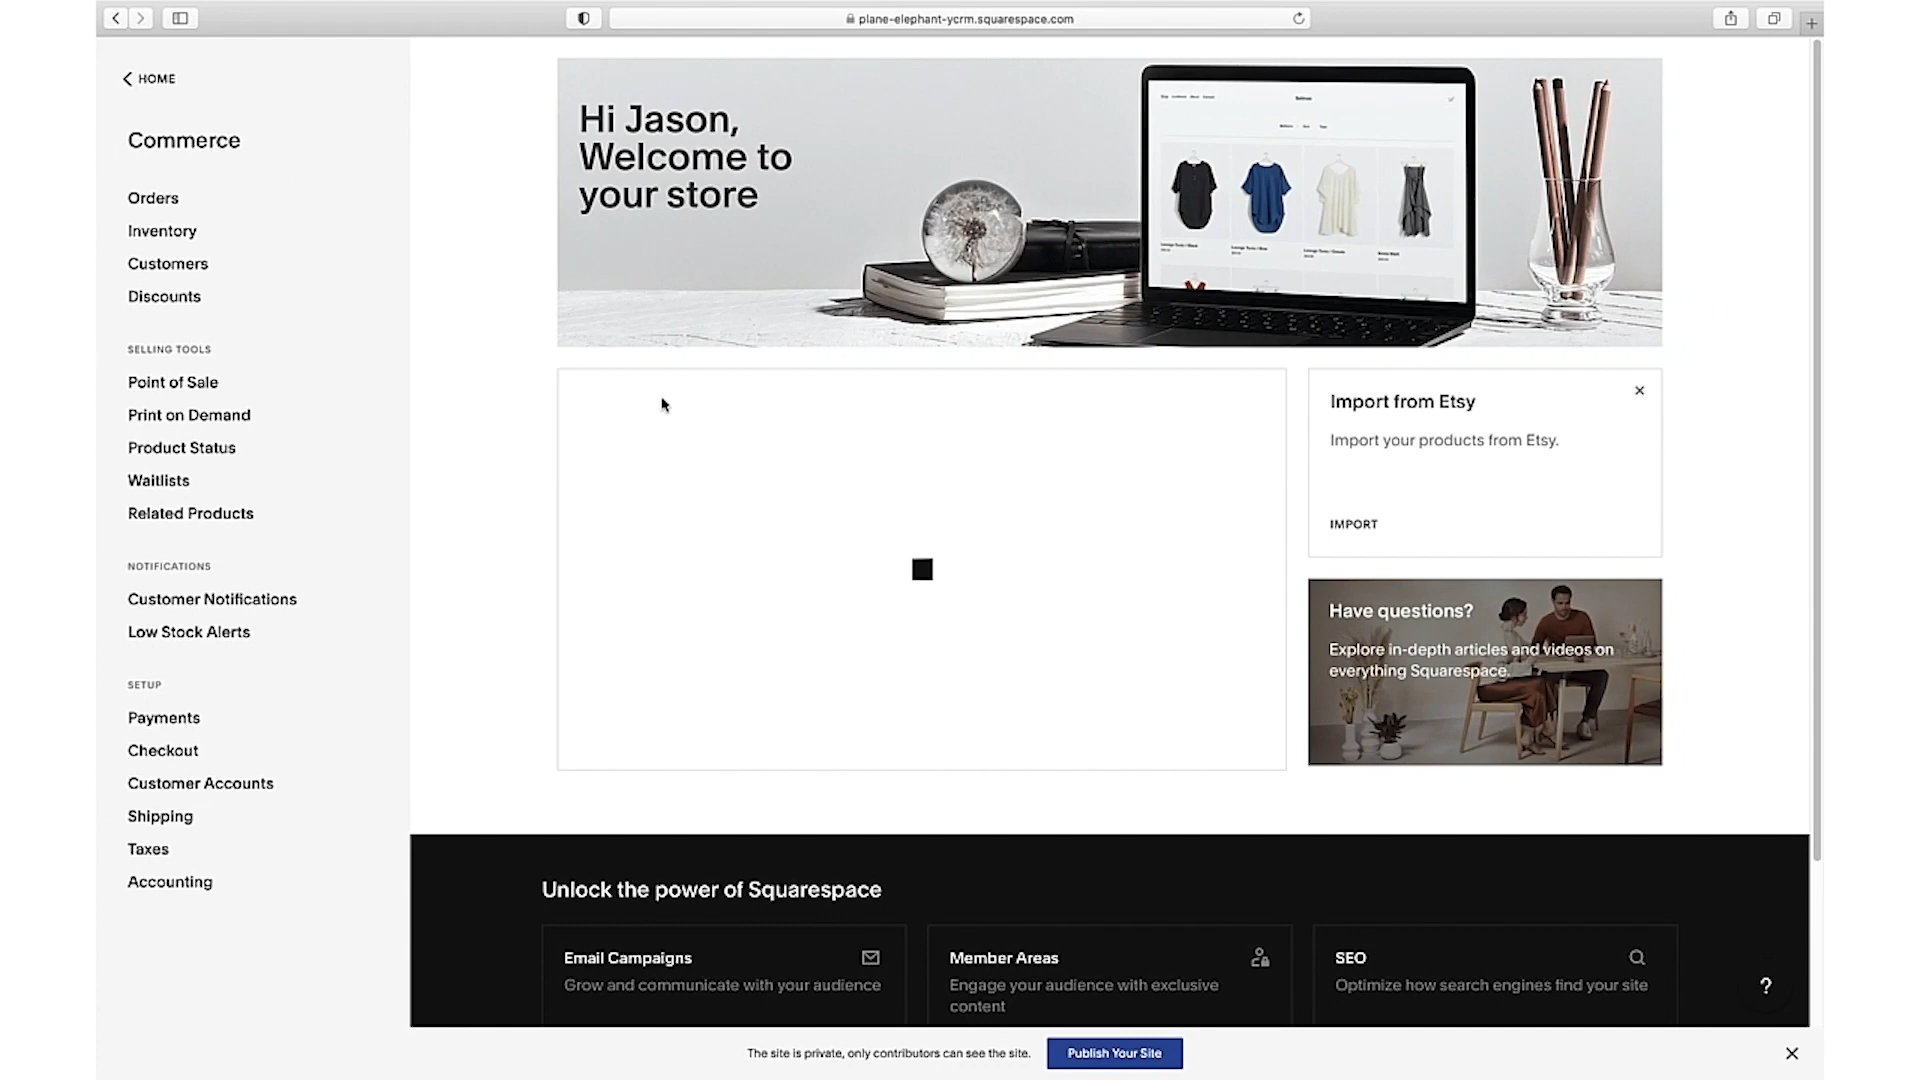 plane-elephant-ycrm.squarespace.com
HOME
Commerce
Orders
Inventory
Customers
Discounts
SELLING TOOLS
Point of Sale
Print on Demand
Product Status
Waitlists
Related Products
NOTIFICATIONS
Customer Notifications
Low Stock Alerts
SETUP
Payments
Checkout
Customer Accounts
Shipping
Taxes
Accounting
Hi Jason,
Welcome to
your store
Import from Etsy
Import your products from Etsy.
IMPORT
Have questions?
Explore in-depth articles and videos on
everything Squarespace.
Unlock the power of Squarespace
Email Campaigns
Grow and communicate with your audience
Member Areas
Engage your audience with exclusive
content
SEO
Optimize how search engines find your site
?
The site is private, only contributors can see the site.
Publish Your Site